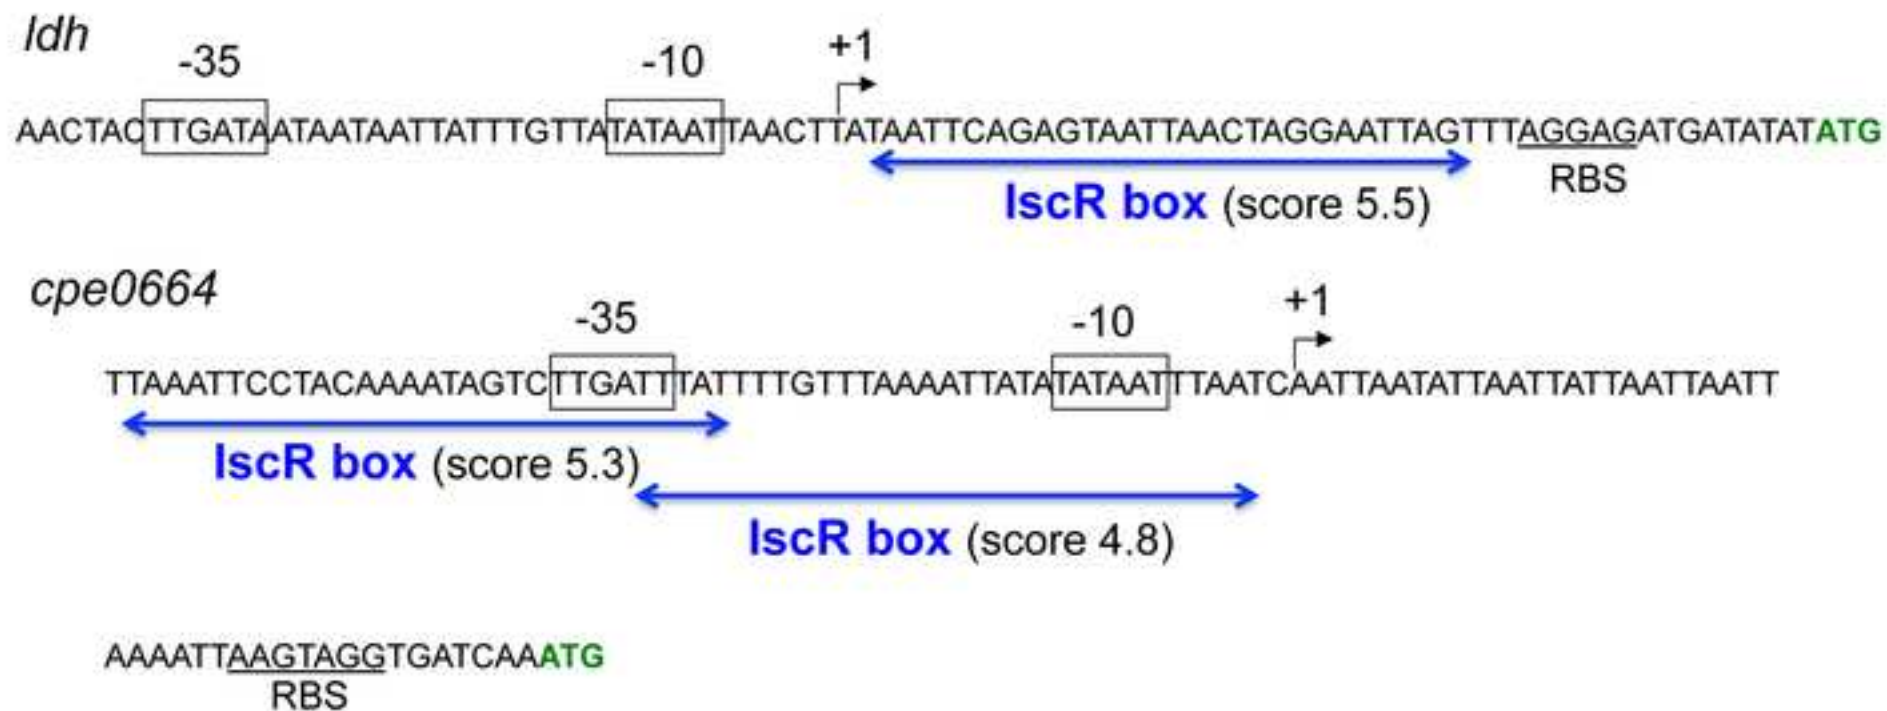 ldh
-35 -10 +1
AACTACTTGATAATAATAATTATTTGTTATATAATTAACTTATAATTCAGAGTAATTAACTAGGAATTAGTTTAGGAGATGATATATATG
IscR box (score 5.5) RBS
cpe0664
-35 -10 +1
TTAAATTCCTACAAAATAGTCTTGATTTATTTTGTTTAAAATTATATATAATTTAATCAATTAATATTAATTATTAATTAATT
IscR box (score 5.3)
IscR box (score 4.8)
AAAATTAAGTAGGTGATCAAATG
RBS